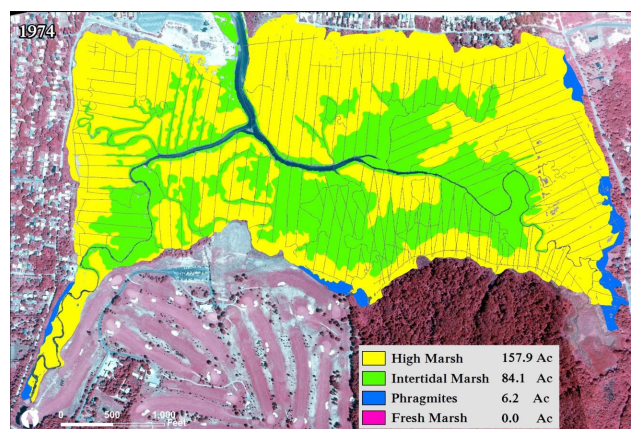 1974
High Marsh 157.9 Ac
Intertidal Marsh 84.1 Ac
Phragmites 6.2 Ac
Fresh Marsh 0.0 Ac
0 500 1,000
Feet